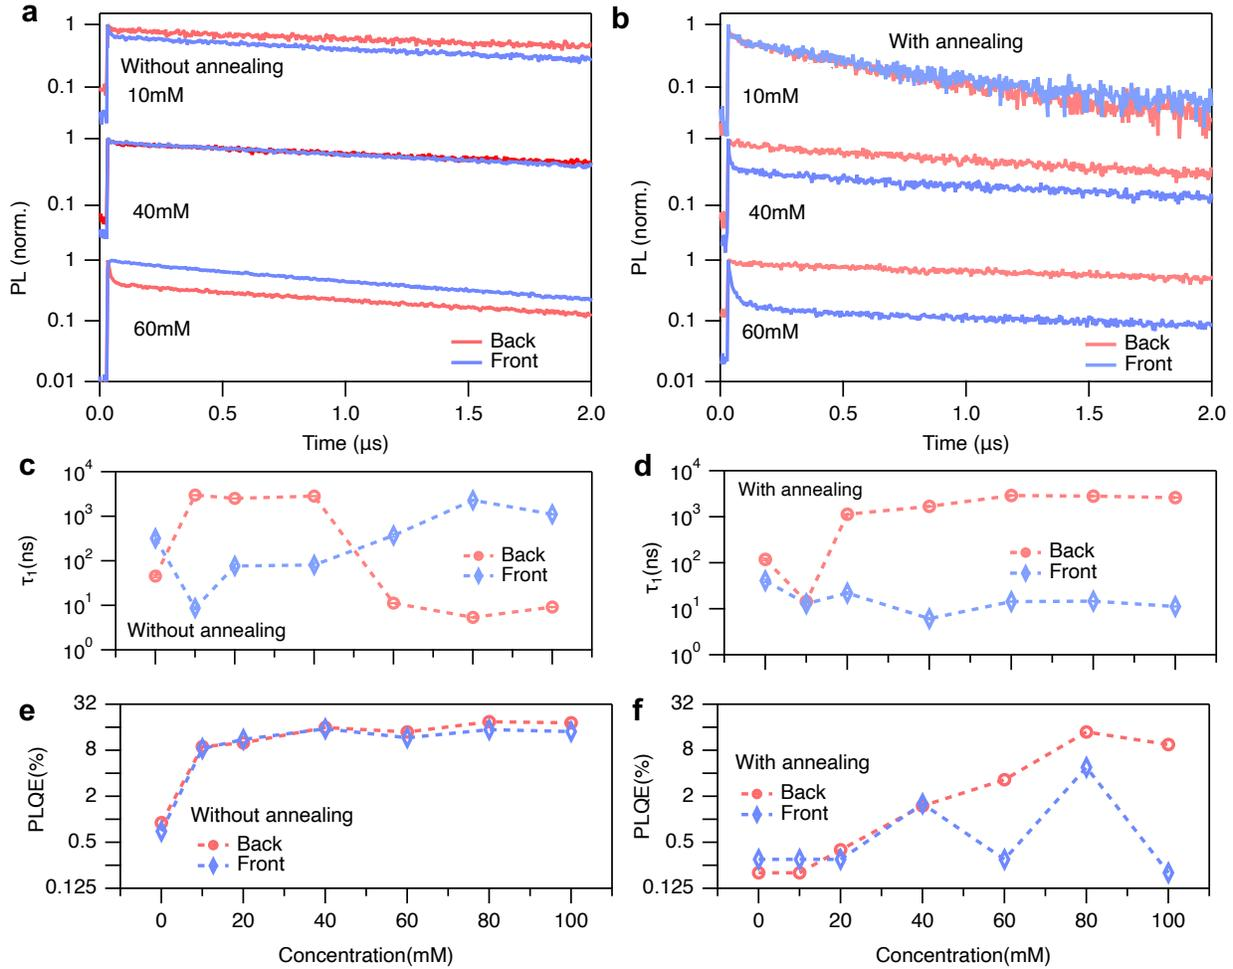 a
1
0.1
1
0.1
1
0.1
0.01
PL (norm.)
Without annealing
10mM
40mM
60mM
Back
Front
0.0
0.5
1.0
1.5
2.0
Time (μs)
b
1
0.1
1
0.1
1
0.1
0.01
PL (norm.)
With annealing
10mM
40mM
60mM
Back
Front
0.0
0.5
1.0
1.5
2.0
Time (μs)
c
10⁴
10³
10²
10¹
10⁰
τ₁(ns)
Back
Front
Without annealing
d
10⁴
10³
10²
10¹
10⁰
τ₁(ns)
With annealing
Back
Front
e
32
8
2
0.5
0.125
PLQE(%)
Without annealing
Back
Front
0
20
40
60
80
100
Concentration(mM)
f
32
8
2
0.5
0.125
PLQE(%)
With annealing
Back
Front
0
20
40
60
80
100
Concentration(mM)